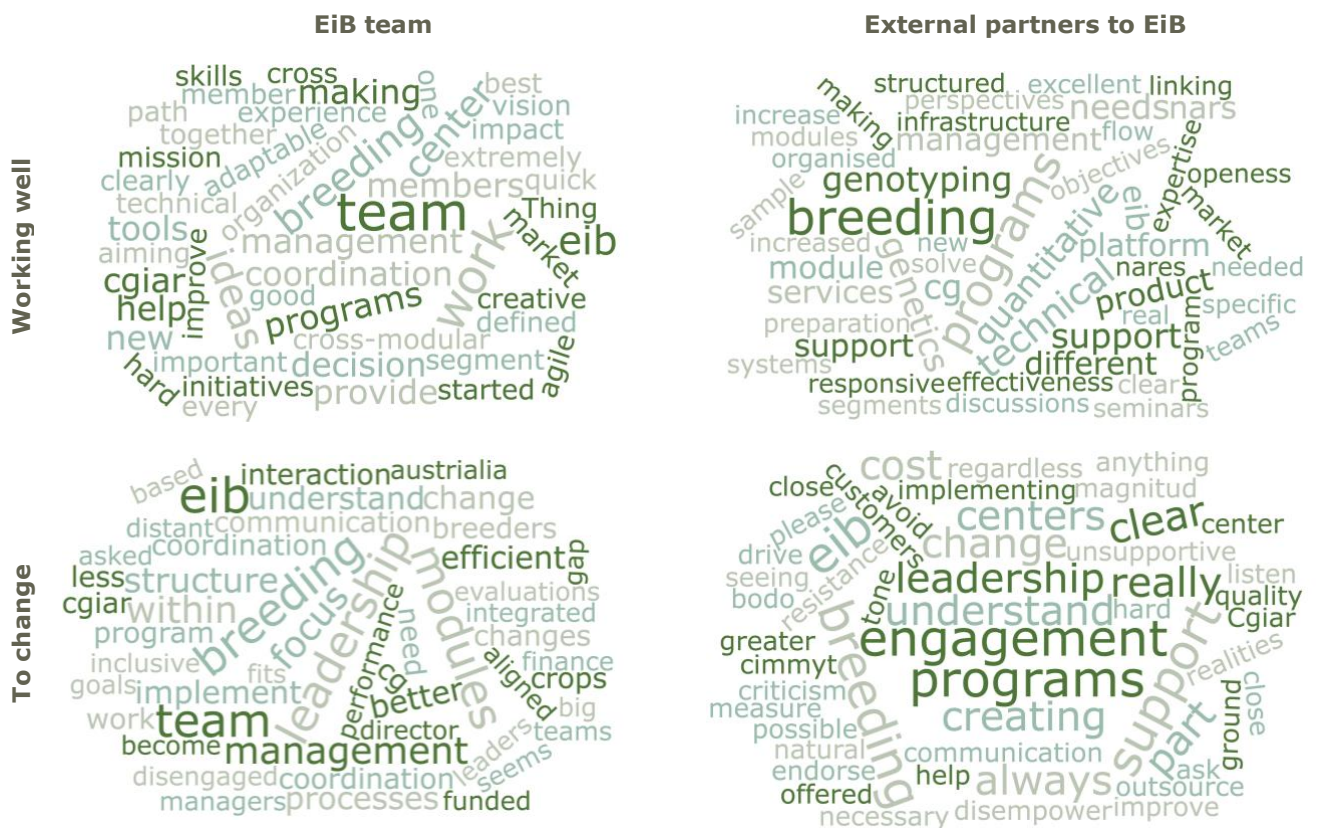 EiB team
External partners to EiB
Working well
skills cross one best
member making center vision
path experience breeding impact
together adaptable organization extremely
mission
clearly members quick
technical team Thing
tools management work market eib
aiming improve ideas coordination
cgiar good programs creative
help cross-modular defined
new important decision segment agile
hard initiatives provide started
every
structured excellent linking
making perspectives needs nars
increase infrastructure flow
modules management expertise
organised programs objectives openess
sample genotyping eib market
breeding quantitative
increased genetics new platform
module solve nares needed
services cg technical product specific
preparation real program
support support teams
systems different
responsive effectiveness clear
segments discussions seminars
To change
based interaction austrialia
eib understand change
distant communication breeders
asked coordination efficient gap
less structure breeding leadership modules evaluations
cgiar within focus performance integrated
program need changes
inclusive fits aligned finance
goals implement cg crops
work team better big
become director leaders teams
management seems
disengaged coordination
managers processes funded
cost regardless anything
close customers avoid implementing magnitud
please eib centers clear center
drive change unsupportive
seeing resistance leadership really listen
bodo tone understand hard quality
greater breeding engagement support Cgiar
cimmyt programs realities
criticism ground close
measure creating part
possible
natural communication
endorse help always ask
offered outsource
necessary disempower improve